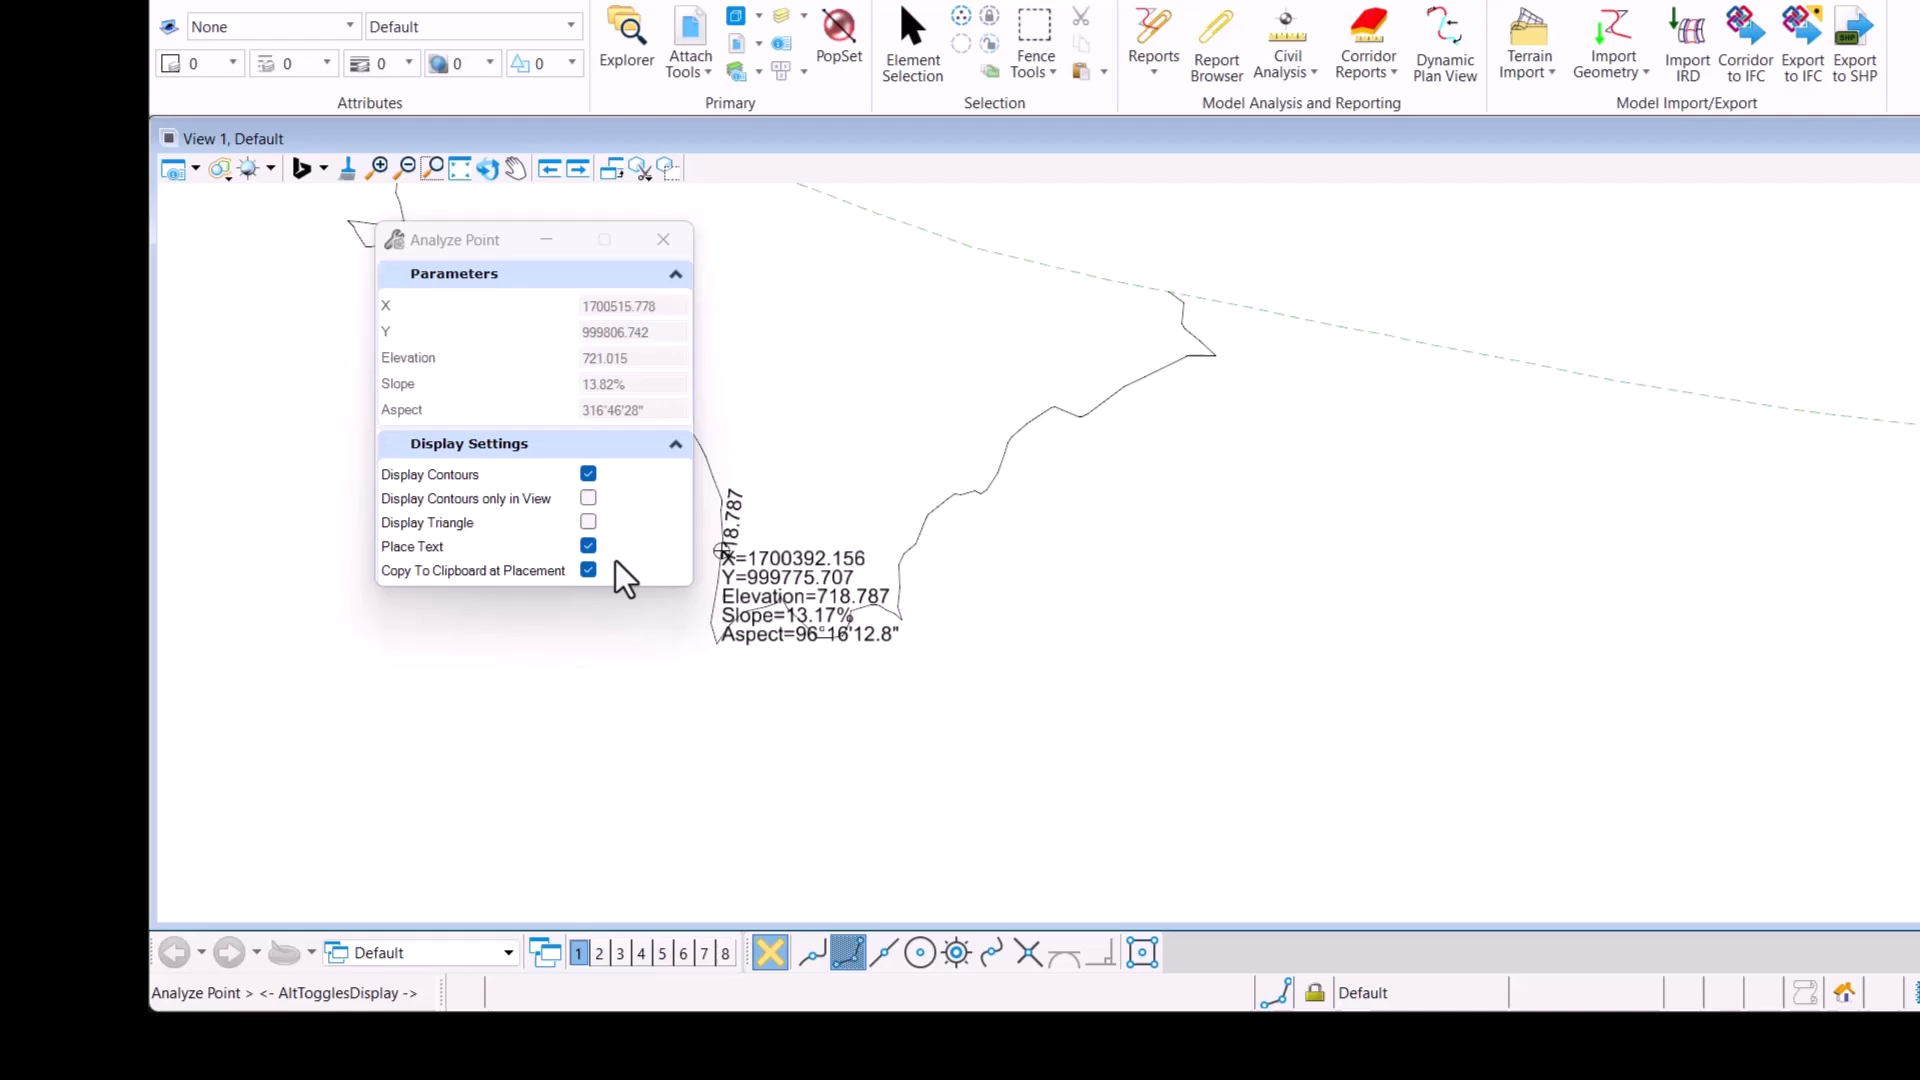 None Default
0 0 0 0 0
Attributes
Explorer
Attach Tools
PopSet
Primary
Element Selection
Fence Tools
Selection
Reports
Report Browser
Civil Analysis
Corridor Reports
Dynamic Plan View
Model Analysis and Reporting
Terrain Import
Import Geometry
Import IRD
Corridor to IFC
Export to IFC
Export to SHP
SHP
Model Import/Export
View 1, Default
Analyze Point
Parameters
X 1700515.778
Y 999806.742
Elevation 721.015
Slope 13.82%
Aspect 316°46'28"
Display Settings
Display Contours
Display Contours only in View
Display Triangle
Place Text
Copy To Clipboard at Placement
718.787
X=1700392.156
Y=999775.707
Elevation=718.787
Slope=13.17%
Aspect=96°16'12.8"
Default 1 2 3 4 5 6 7 8
Analyze Point > <- AltTogglesDisplay -> Default